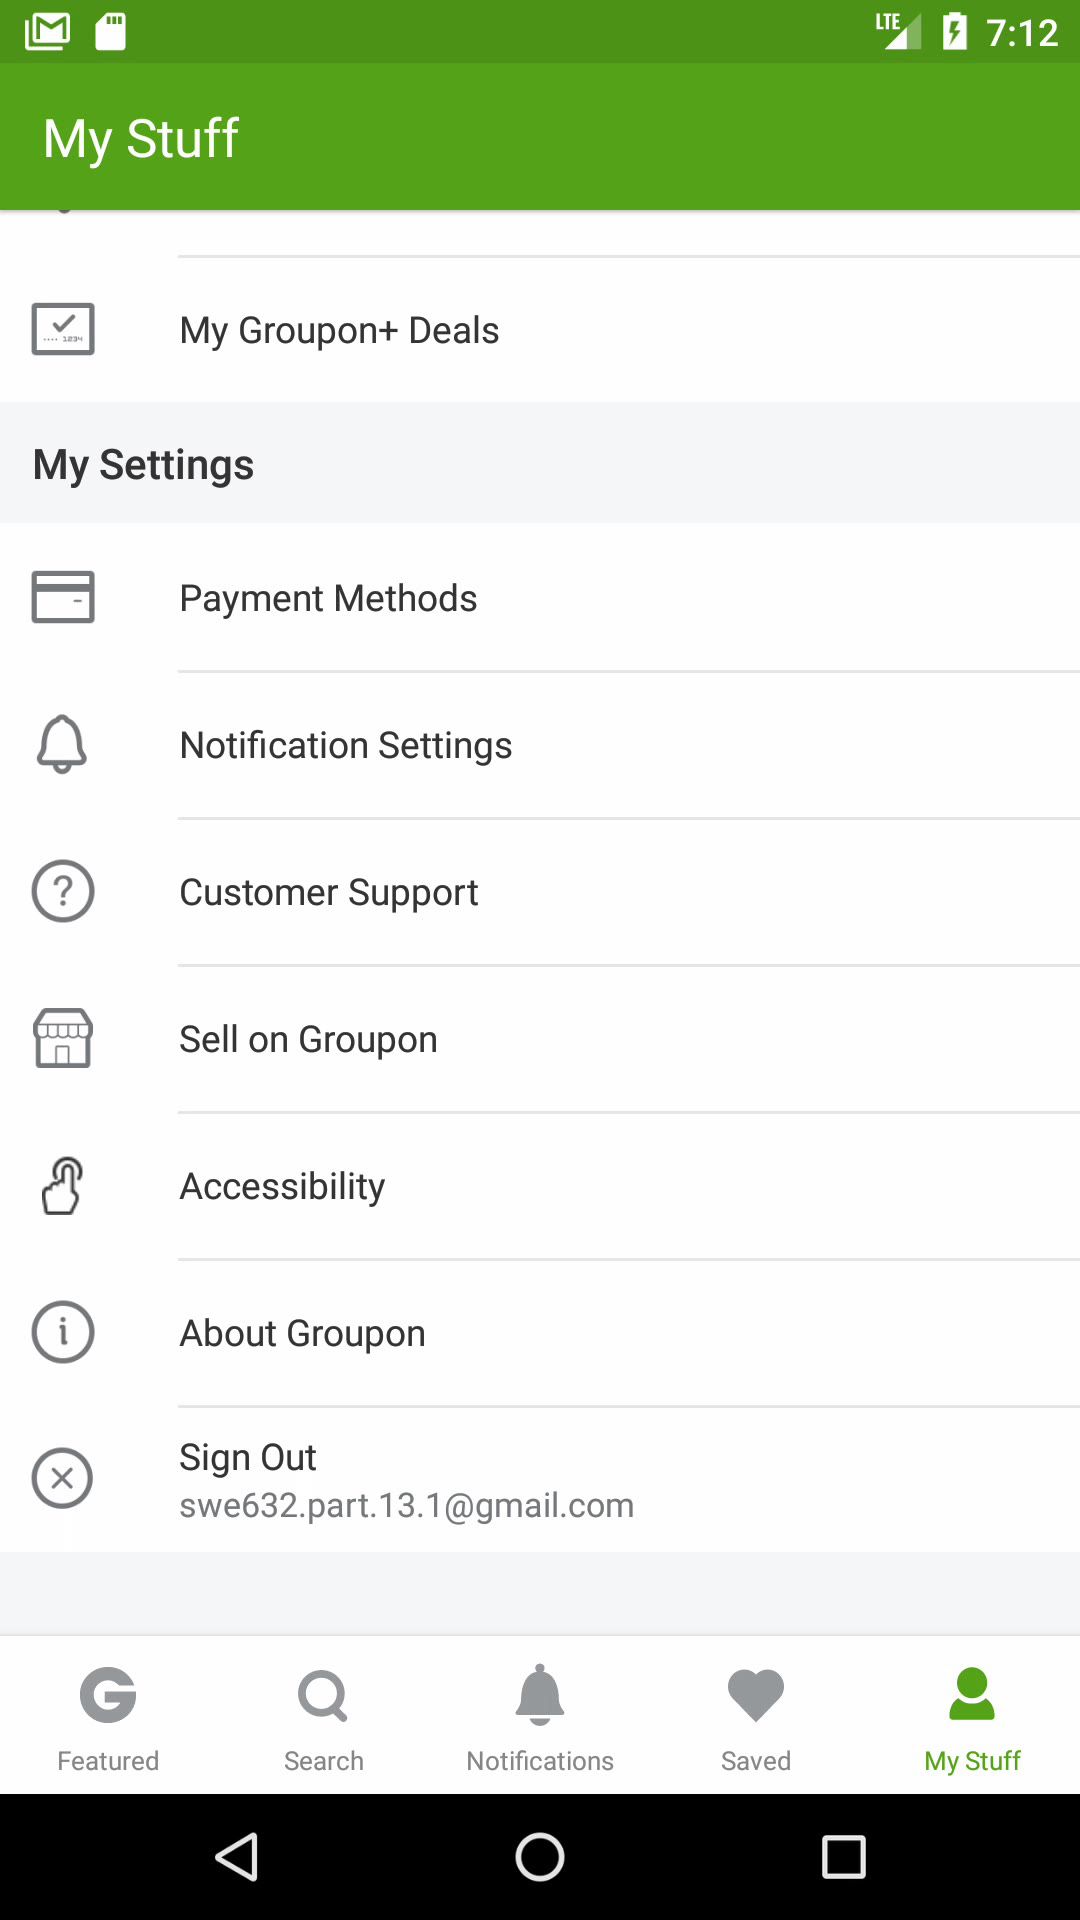 LTE 7:12
My Stuff
.... 1234
My Groupon+ Deals
My Settings
Payment Methods
Notification Settings
?
Customer Support
Sell on Groupon
Accessibility
i
About Groupon
Sign Out
swe632.part.13.1@gmail.com
G
Featured
Search
Notifications
Saved
My Stuff